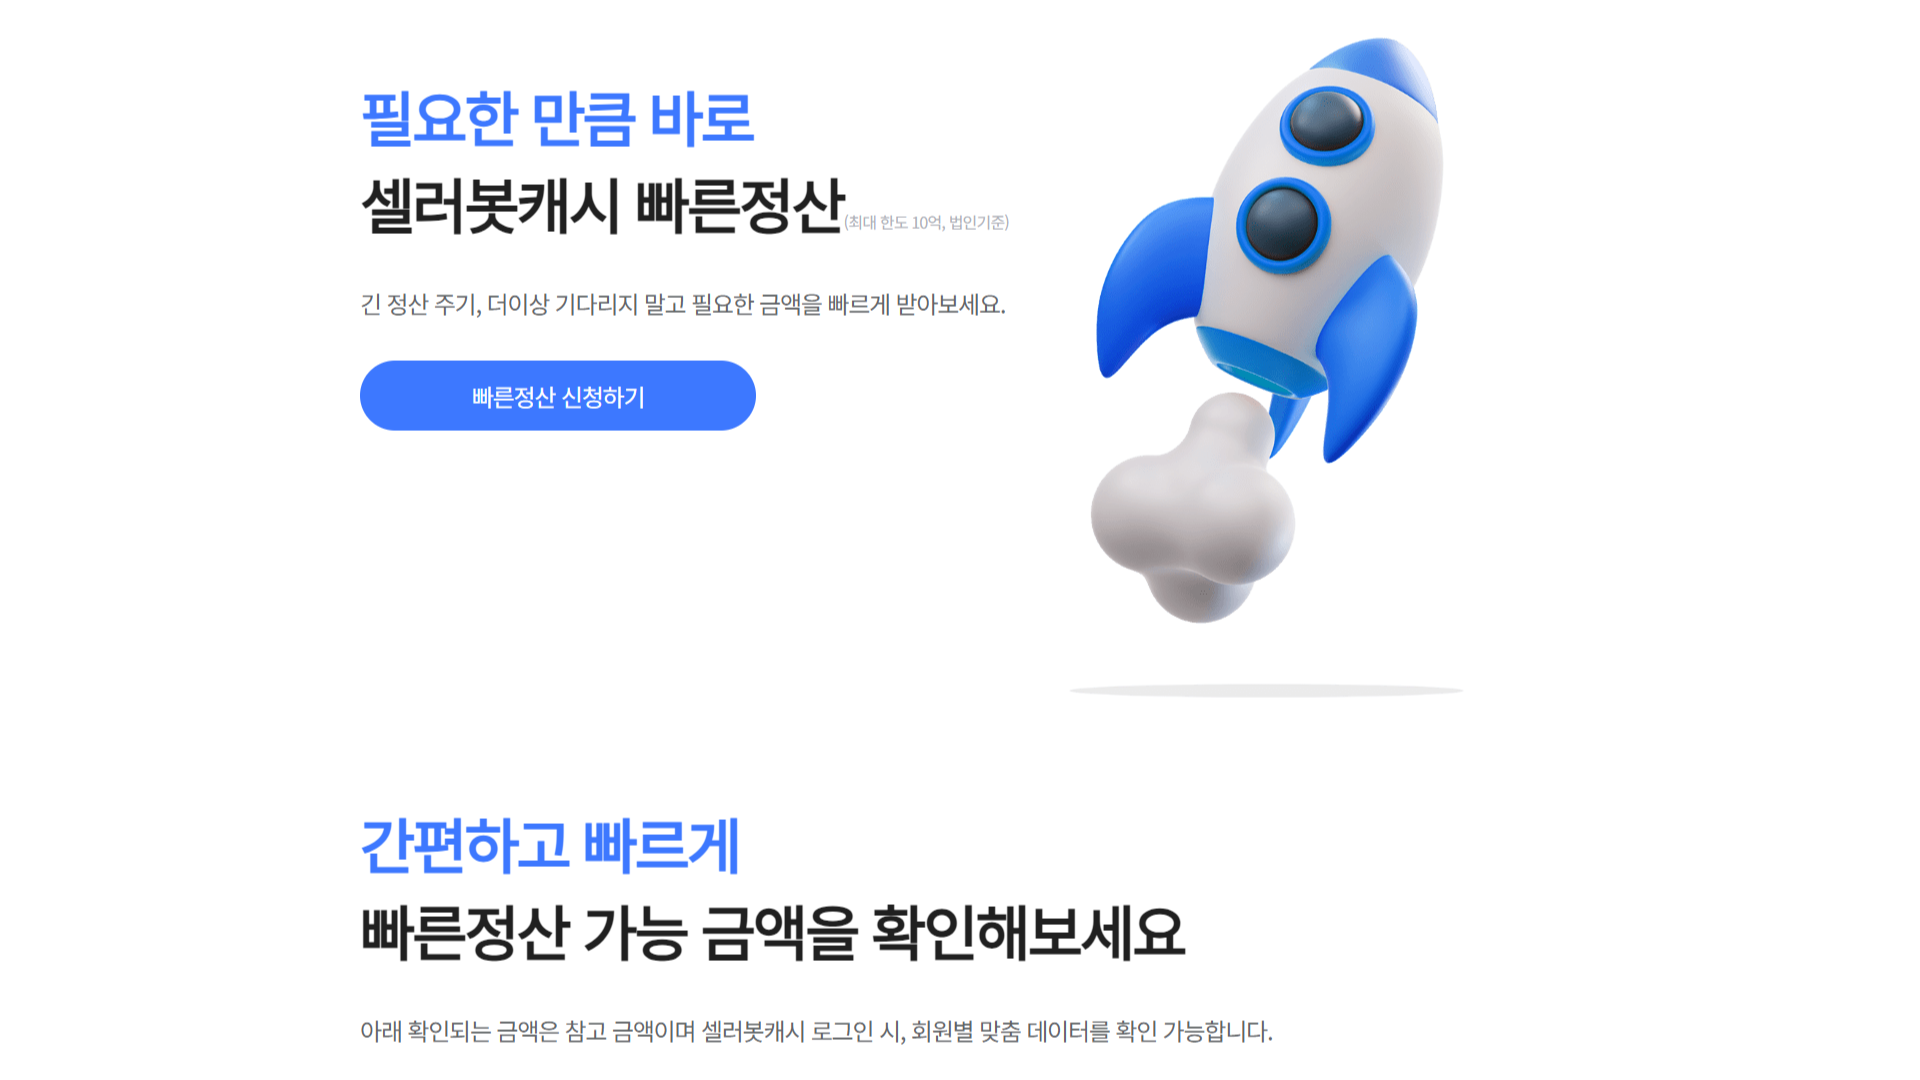 필요한 만큼 바로
셀러봇캐시 빠른정산(최대 한도 10억, 법인기준)
긴 정산 주기, 더이상 기다리지 말고 필요한 금액을 빠르게 받아보세요.
빠른정산 신청하기
간편하고 빠르게
빠른정산 가능 금액을 확인해보세요
아래 확인되는 금액은 참고 금액이며 셀러봇캐시 로그인 시, 회원별 맞춤 데이터를 확인 가능합니다.